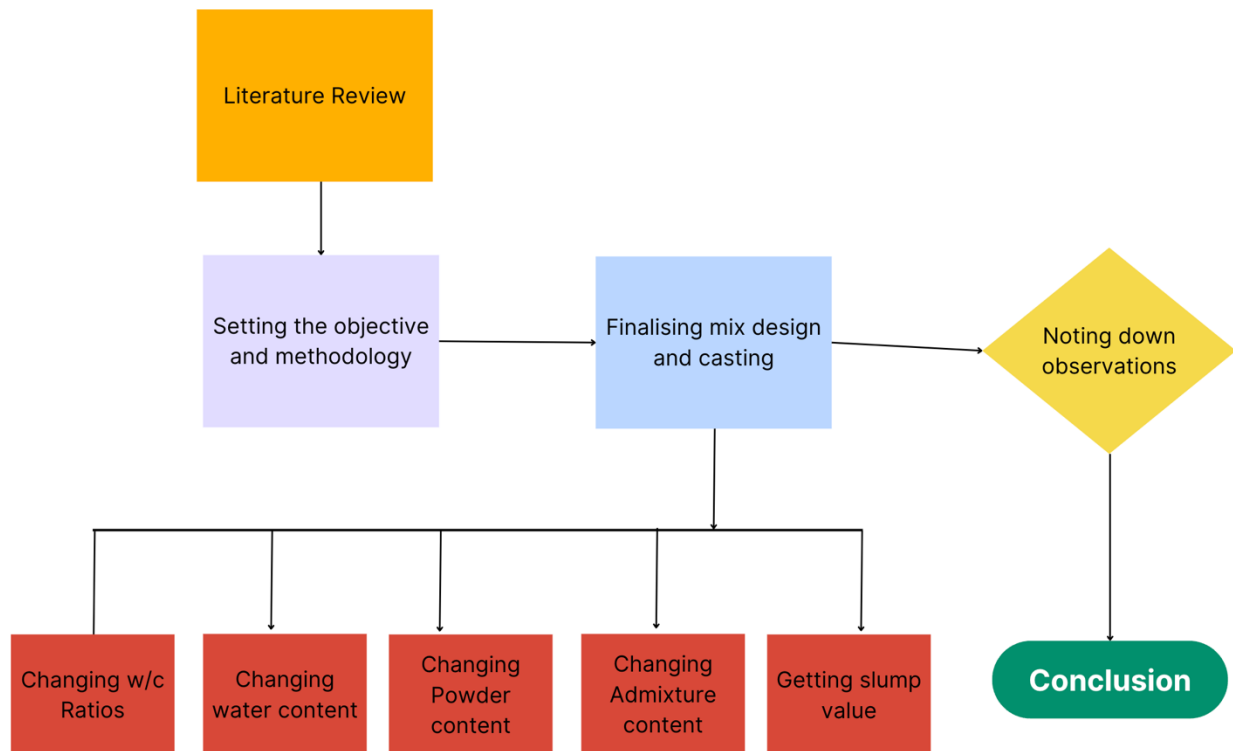 Literature Review
Setting the objective
and methodology
Finalising mix design
and casting
Noting down
observations
Changing w/c
Ratios
Changing
water content
Changing
Powder
content
Changing
Admixture
content
Getting slump
value
Conclusion